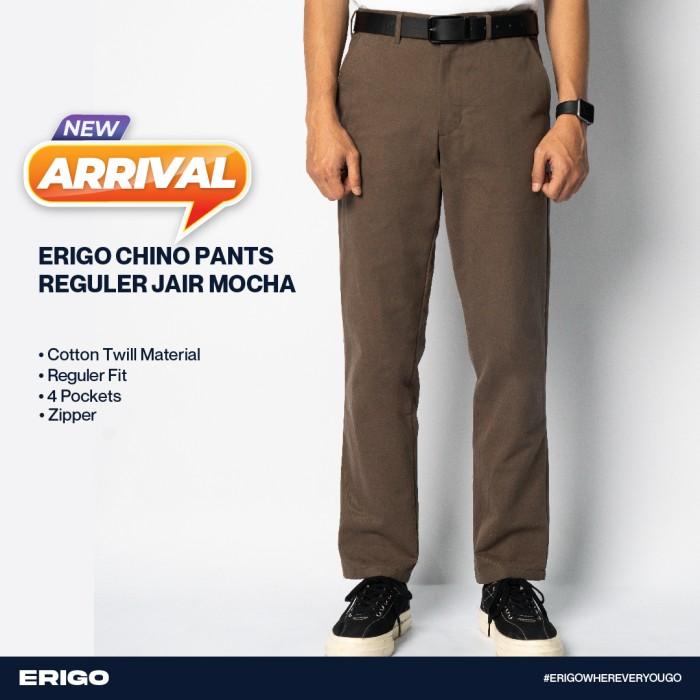 NEW
ARRIVAL
ERIGO CHINO PANTS
REGULER JAIR MOCHA
• Cotton Twill Material
• Reguler Fit
• 4 Pockets
• Zipper
ERIGO
#ERIGOWHEREVERYOUGO